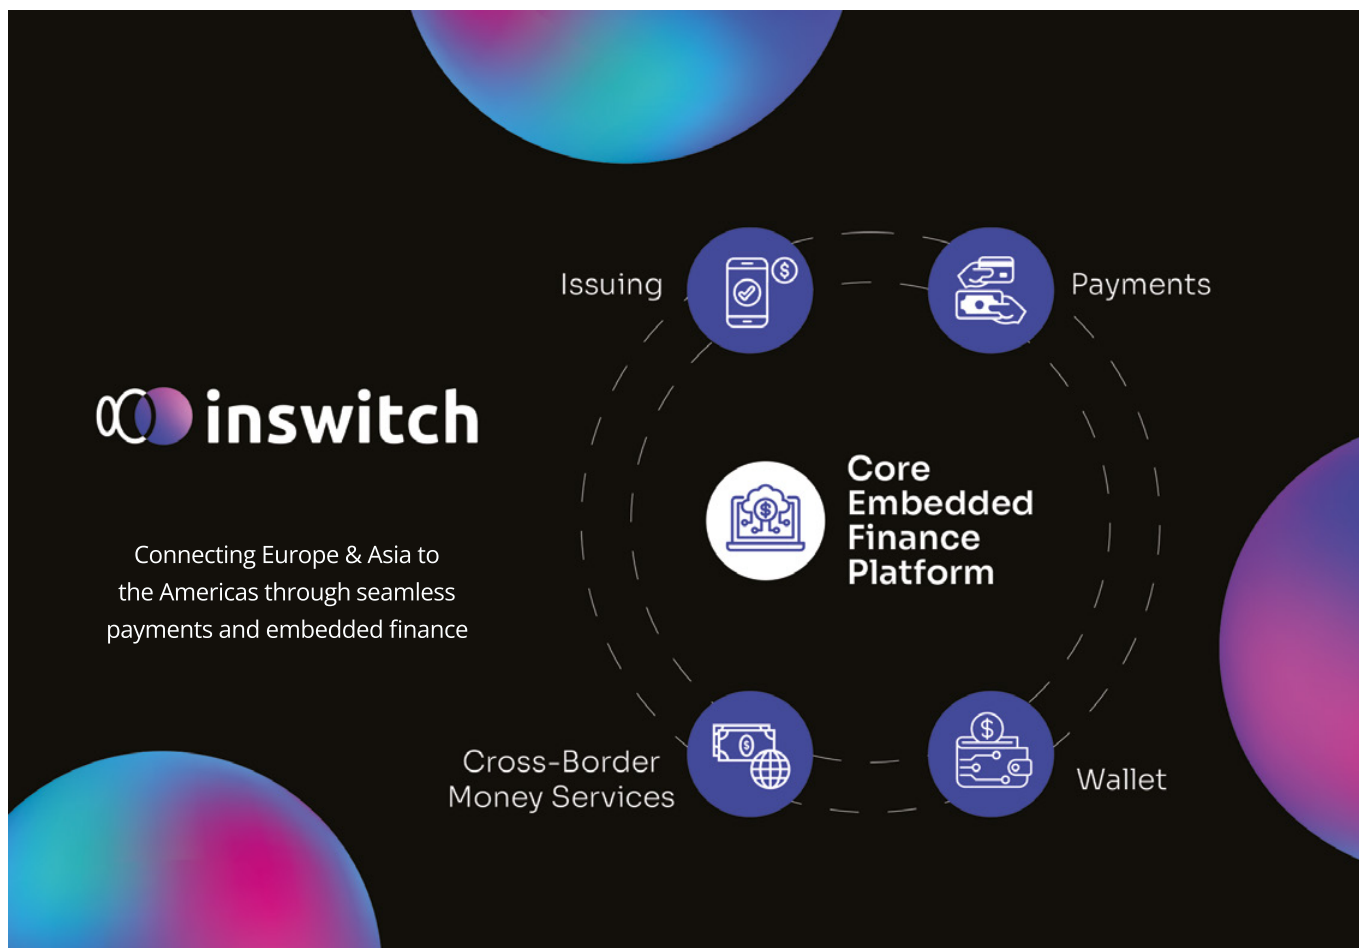 inswitch
Connecting Europe & Asia to
the Americas through seamless
payments and embedded finance
Issuing
Payments
Core
Embedded
Finance
Platform
Cross-Border
Money Services
Wallet